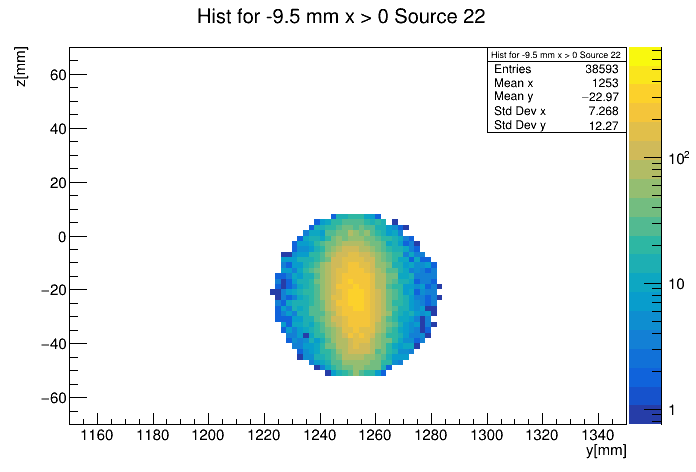 Hist for -9.5 mm x > 0 Source 22
z[mm]
Hist for -9.5 mm x > 0 Source 22
Entries 38593
Mean x 1253
Mean y −22.97
Std Dev x 7.268
Std Dev y 12.27
60
40
20
0
−20
−40
−60
10²
10
1
1160 1180 1200 1220 1240 1260 1280 1300 1320 1340
y[mm]